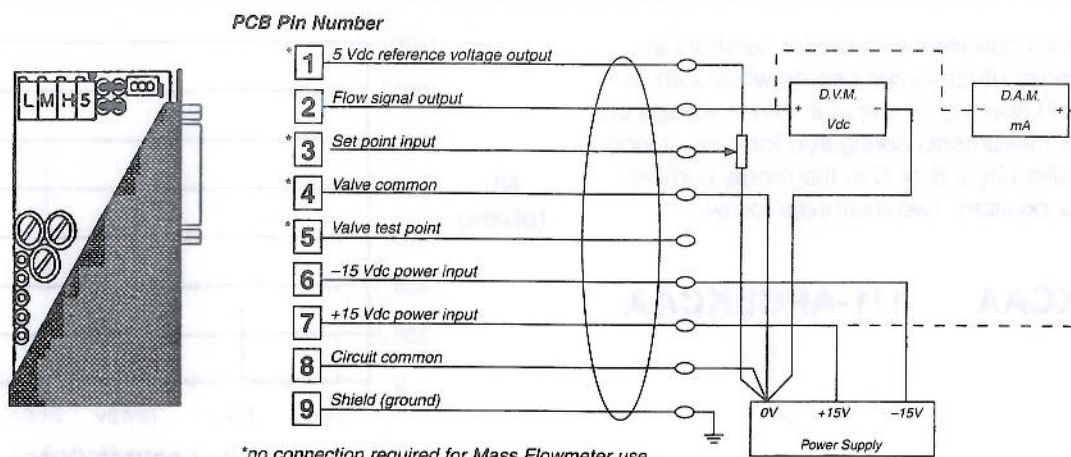 PCB Pin Number
* 1 5 Vdc reference voltage output
2 Flow signal output
* 3 Set point input
* 4 Valve common
* 5 Valve test point
6 –15 Vdc power input
7 +15 Vdc power input
8 Circuit common
9 Shield (ground)
*no connection required for Mass Flowmeter use
L M H 5
+ D.V.M. –
Vdc
+ D.A.M. –
mA
0V +15V –15V
Power Supply